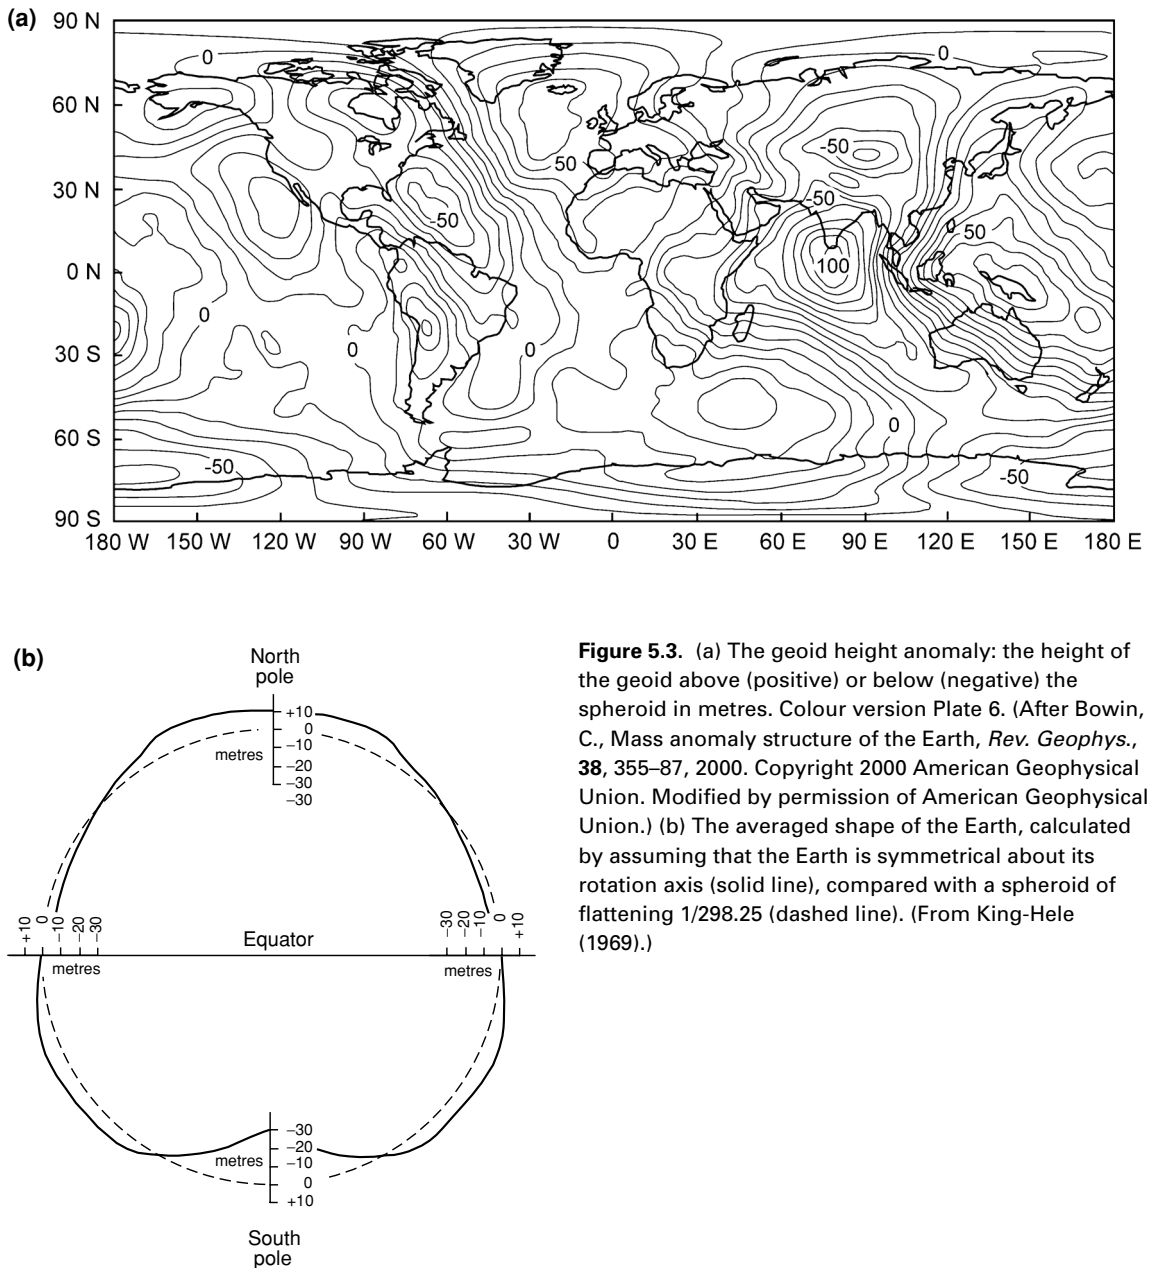 (a)
90 N
60 N
30 N
0 N
30 S
60 S
90 S
0
0
50
-50
-50
-50
50
100
0
0
0
0
-50
-50
180 W 150 W 120 W 90 W 60 W 30 W 0 30 E 60 E 90 E 120 E 150 E 180 E
(b)
North
pole
+10
0
–10
–20
–30
–30
metres
+10 0 –10 –20 –30
–30 –20 –10 0 +10
Equator
metres
metres
–30
–20
–10
0
+10
metres
South
pole
Figure 5.3. (a) The geoid height anomaly: the height of
the geoid above (positive) or below (negative) the
spheroid in metres. Colour version Plate 6. (After Bowin,
C., Mass anomaly structure of the Earth, Rev. Geophys.,
38, 355–87, 2000. Copyright 2000 American Geophysical
Union. Modified by permission of American Geophysical
Union.) (b) The averaged shape of the Earth, calculated
by assuming that the Earth is symmetrical about its
rotation axis (solid line), compared with a spheroid of
flattening 1/298.25 (dashed line). (From King-Hele
(1969).)